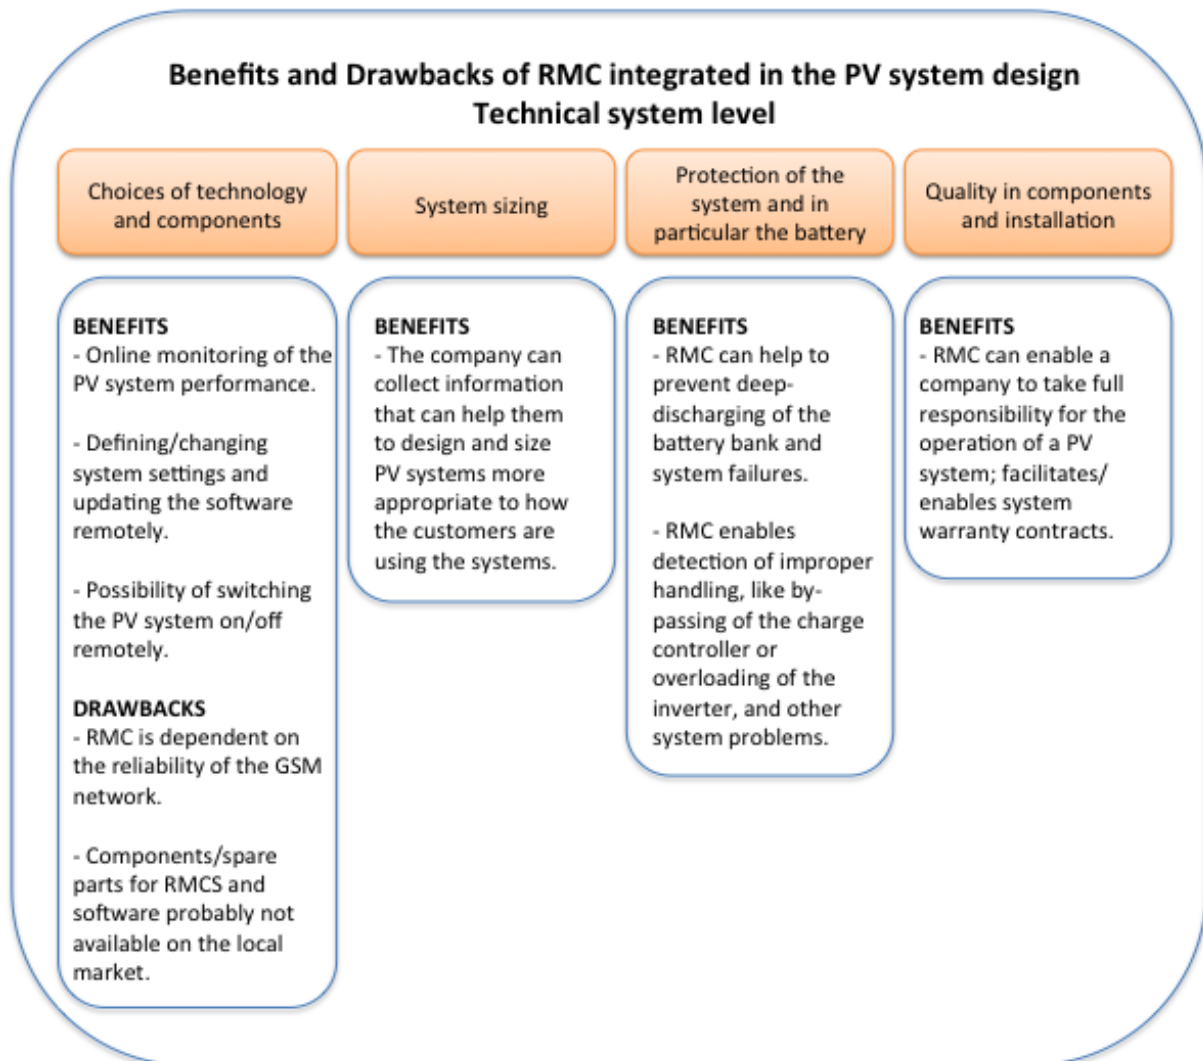 Benefits and Drawbacks of RMC integrated in the PV system design
Technical system level
Choices of technology
and components
System sizing
Protection of the
system and in
particular the battery
Quality in components
and installation
BENEFITS
- Online monitoring of the
PV system performance.
- Defining/changing
system settings and
updating the software
remotely.
- Possibility of switching
the PV system on/off
remotely.
DRAWBACKS
- RMC is dependent on
the reliability of the GSM
network.
- Components/spare
parts for RMCS and
software probably not
available on the local
market.
BENEFITS
- The company can
collect information
that can help them
to design and size
PV systems more
appropriate to how
the customers are
using the systems.
BENEFITS
- RMC can help to
prevent deep-
discharging of the
battery bank and
system failures.
- RMC enables
detection of improper
handling, like by-
passing of the charge
controller or
overloading of the
inverter, and other
system problems.
BENEFITS
- RMC can enable a
company to take full
responsibility for the
operation of a PV
system; facilitates/
enables system
warranty contracts.